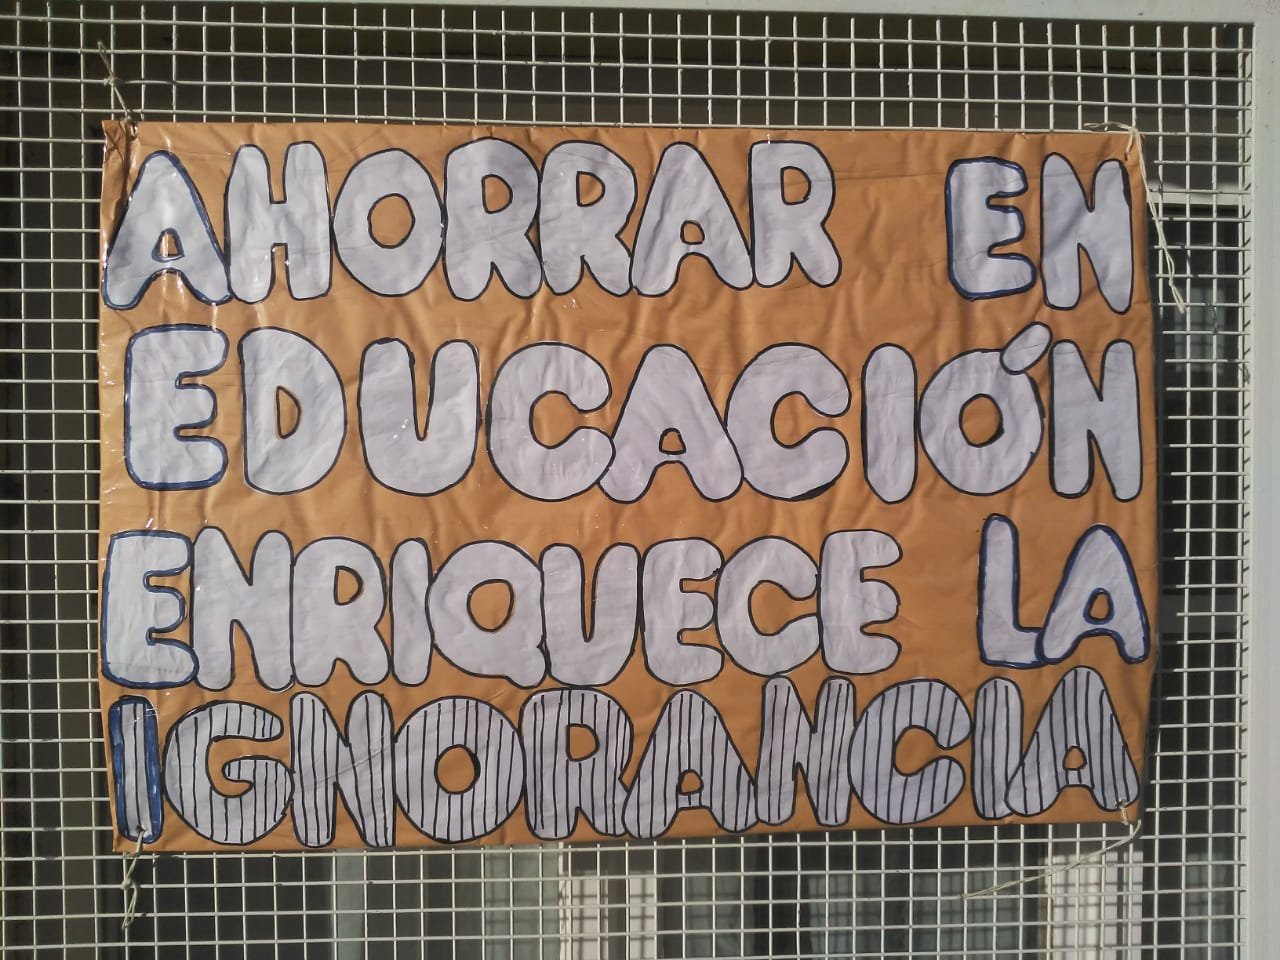 AHORRAR EN
EDUCACIÓN
ENRIQUECE LA
IGNORANCIA